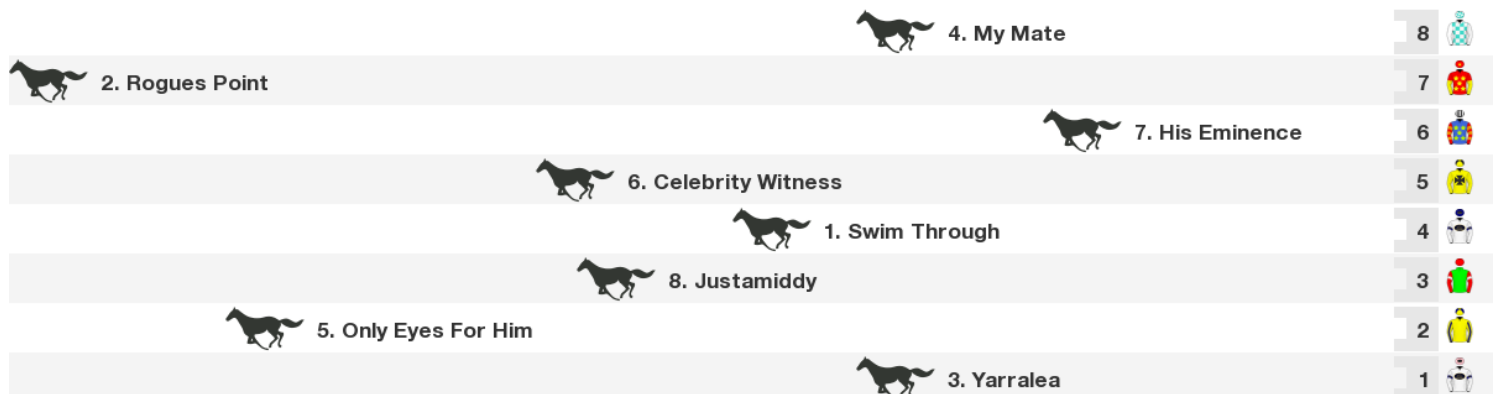 4. My Mate 8
2. Rogues Point 7
7. His Eminence 6
6. Celebrity Witness 5
1. Swim Through 4
8. Justamiddy 3
5. Only Eyes For Him 2
3. Yarralea 1